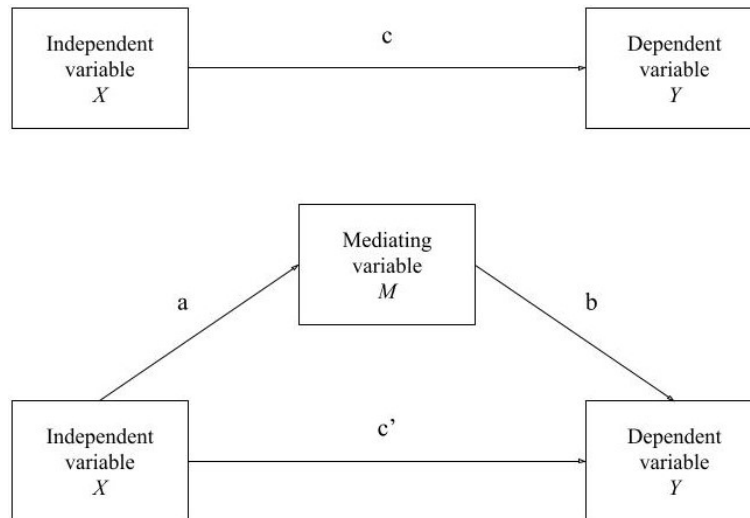 Independent
variable
X
c
Dependent
variable
Y
Mediating
variable
M
a
b
Independent
variable
X
c’
Dependent
variable
Y